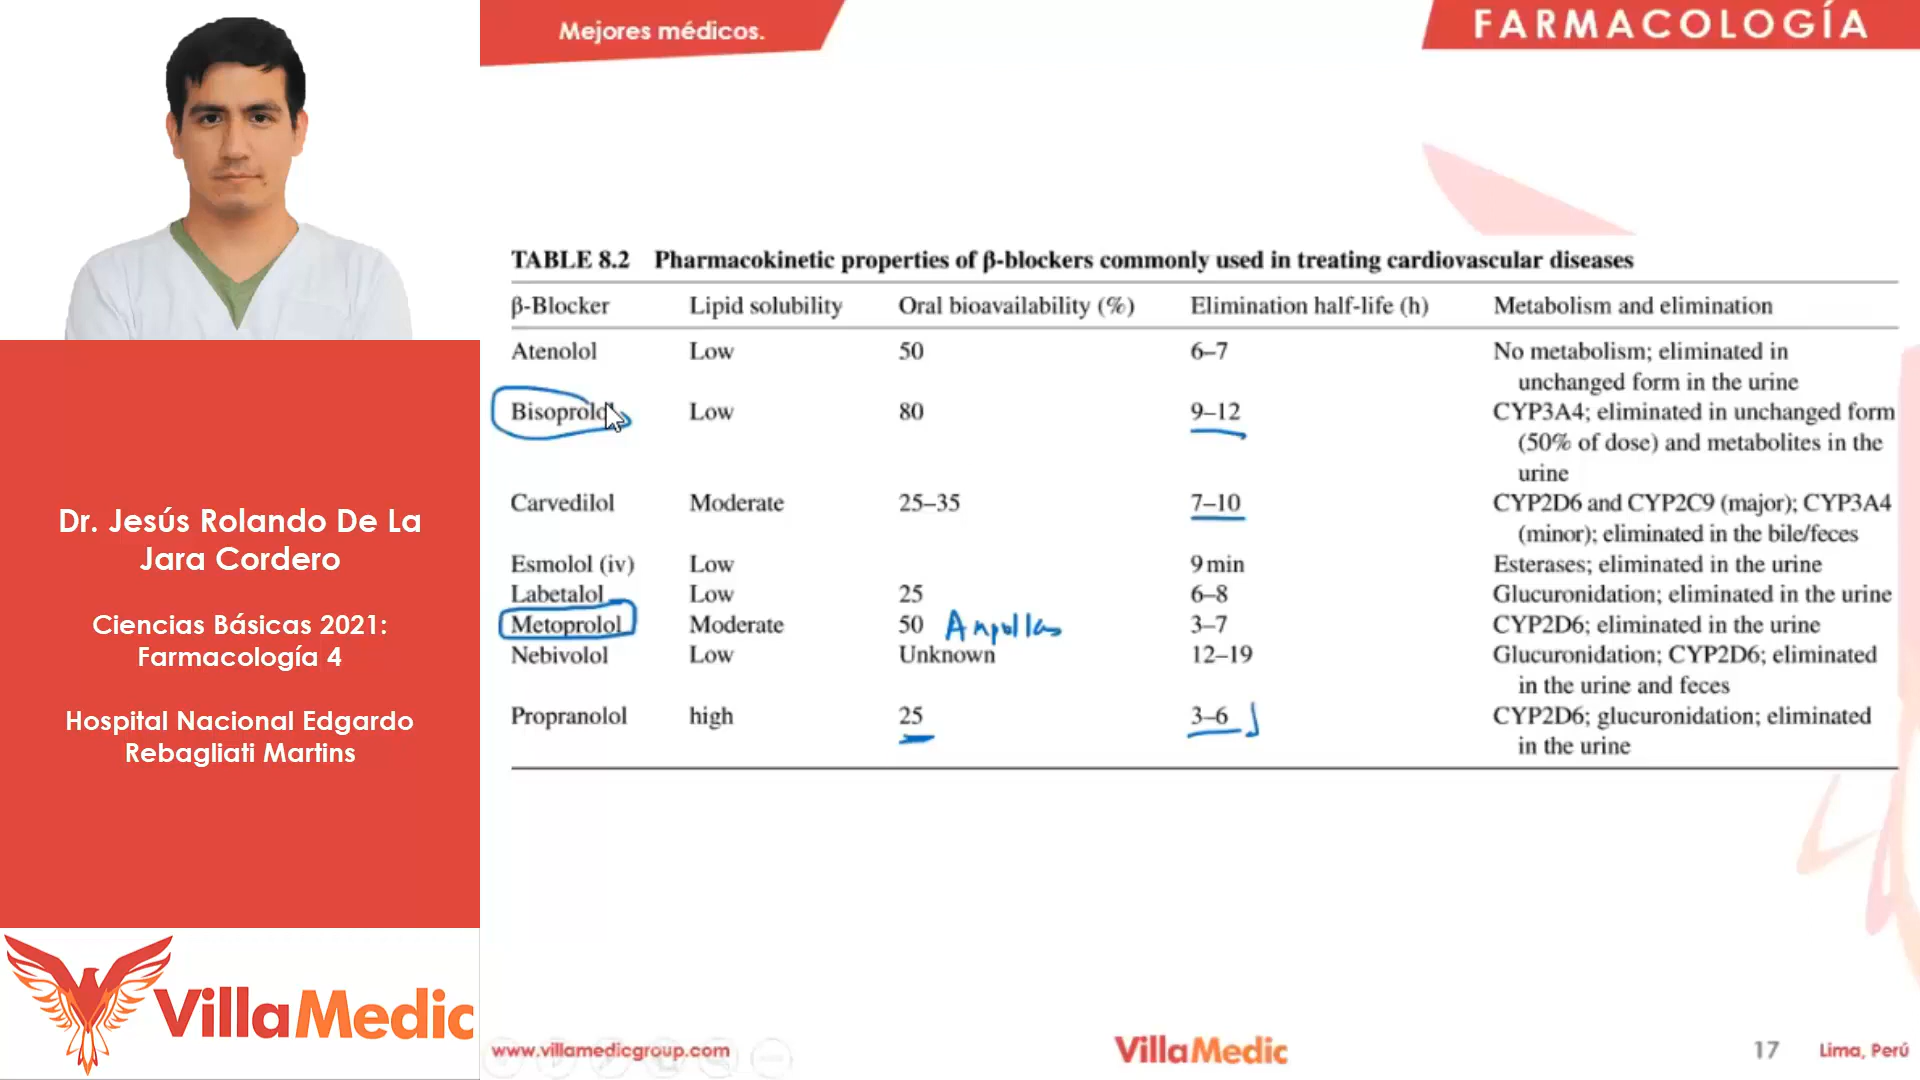 Mejores médicos.
FARMACOLOGÍA
Dr. Jesús Rolando De La
Jara Cordero
Ciencias Básicas 2021:
Farmacología 4
Hospital Nacional Edgardo
Rebagliati Martins
VillaMedic
TABLE 8.2 Pharmacokinetic properties of β-blockers commonly used in treating cardiovascular diseases
β-Blocker Lipid solubility Oral bioavailability (%) Elimination half-life (h) Metabolism and elimination
Atenolol Low 50 6–7 No metabolism; eliminated in
unchanged form in the urine
Bisoprolol Low 80 9–12 CYP3A4; eliminated in unchanged form
(50% of dose) and metabolites in the
urine
Carvedilol Moderate 25–35 7–10 CYP2D6 and CYP2C9 (major); CYP3A4
(minor); eliminated in the bile/feces
Esmolol (iv) Low 9 min Esterases; eliminated in the urine
Labetalol Low 25 6–8 Glucuronidation; eliminated in the urine
Metoprolol Moderate 50 Ampollas 3–7 CYP2D6; eliminated in the urine
Nebivolol Low Unknown 12–19 Glucuronidation; CYP2D6; eliminated
in the urine and feces
Propranolol high 25 3–6 CYP2D6; glucuronidation; eliminated
in the urine
www.villamedicgroup.com
VillaMedic
17 Lima, Perú